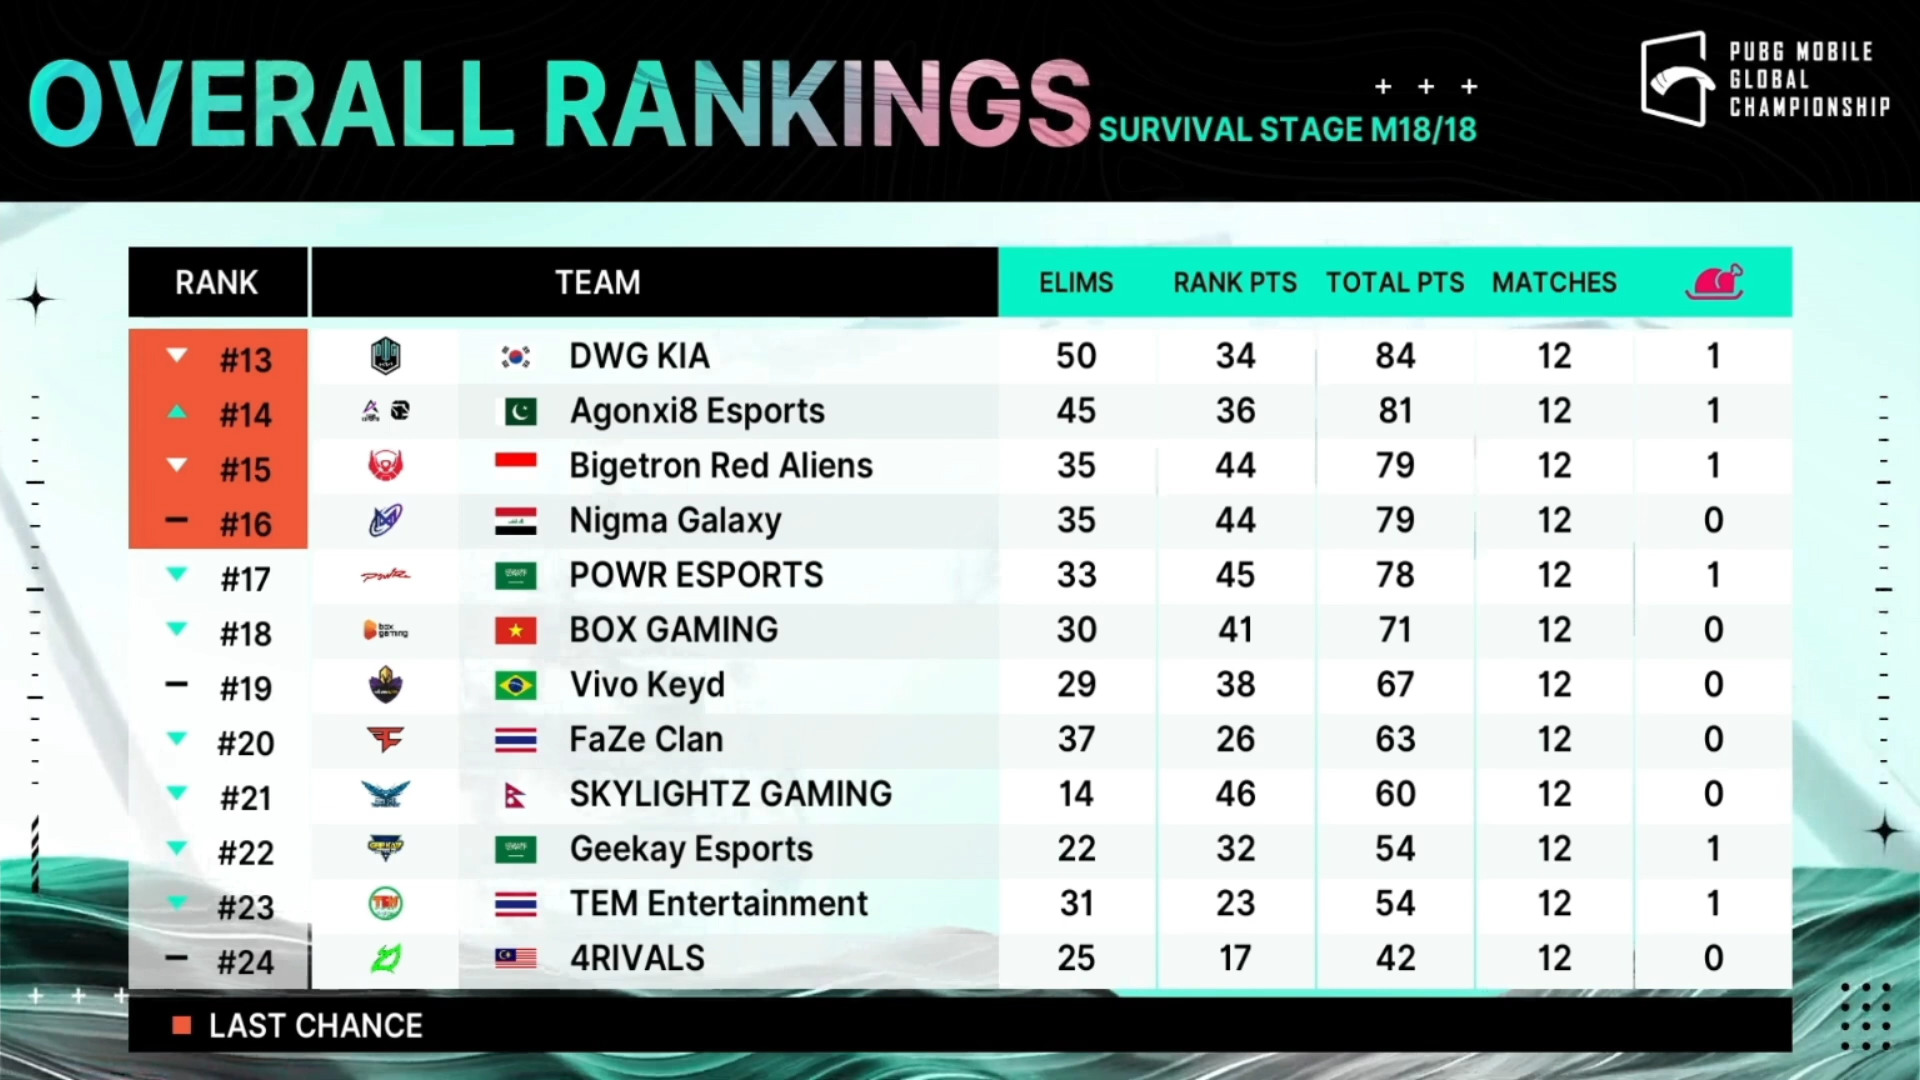 OVERALL RANKINGS
SURVIVAL STAGE M18/18
PUBG MOBILE
GLOBAL
CHAMPIONSHIP
RANK TEAM ELIMS RANK PTS TOTAL PTS MATCHES
#13 DWG KIA 50 34 84 12 1
#14 Agonxi8 Esports 45 36 81 12 1
#15 Bigetron Red Aliens 35 44 79 12 1
#16 Nigma Galaxy 35 44 79 12 0
#17 POWR ESPORTS 33 45 78 12 1
#18 box gaming BOX GAMING 30 41 71 12 0
#19 Vivo Keyd 29 38 67 12 0
#20 FaZe Clan 37 26 63 12 0
#21 SKYLIGHTZ GAMING 14 46 60 12 0
#22 GEEKAY Geekay Esports 22 32 54 12 1
#23 TEM TEM Entertainment 31 23 54 12 1
#24 4RIVALS 25 17 42 12 0
LAST CHANCE